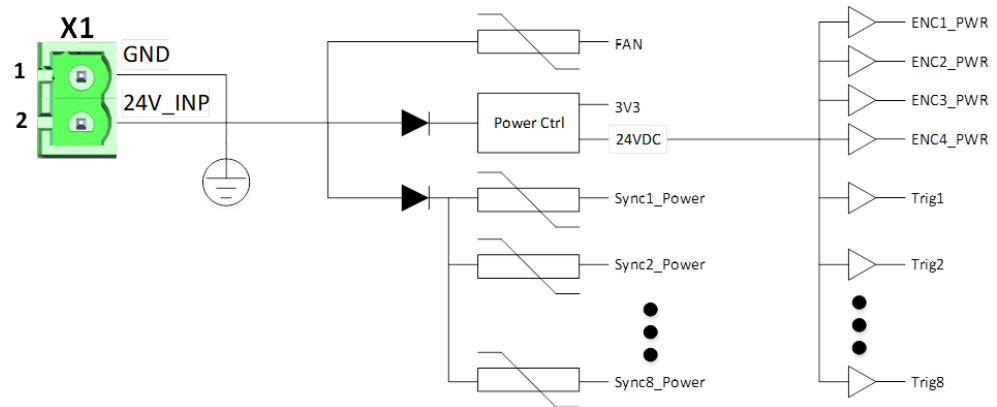 X1
1
GND
2
24V_INP
FAN
Power Ctrl
3V3
24VDC
Sync1_Power
Sync2_Power
Sync8_Power
ENC1_PWR
ENC2_PWR
ENC3_PWR
ENC4_PWR
Trig1
Trig2
Trig8